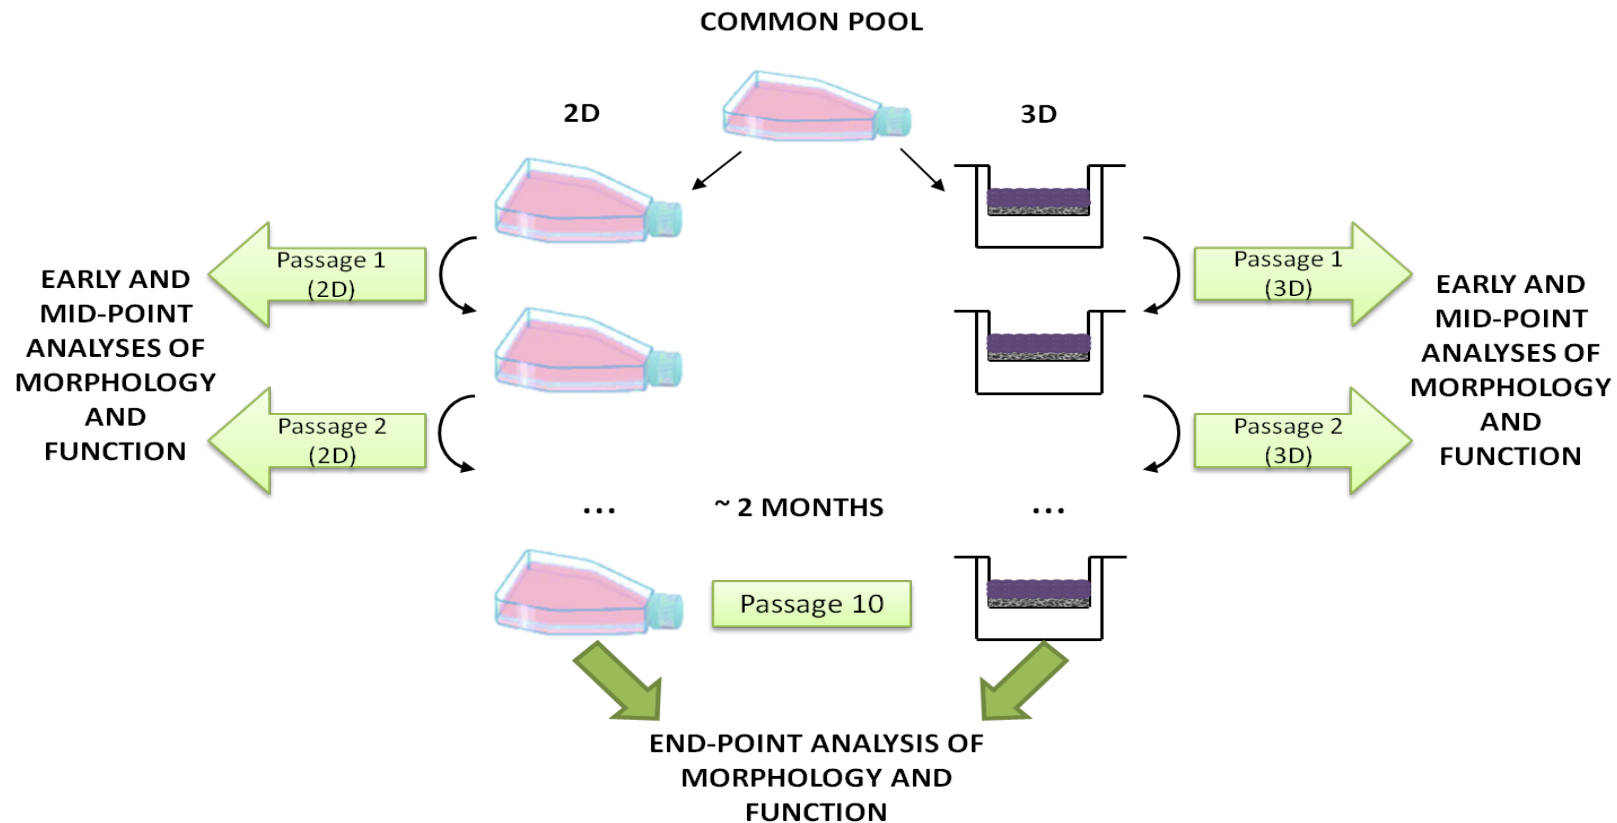 COMMON POOL
2D
3D
Passage 1
(2D)
Passage 1
(3D)
EARLY AND
MID-POINT
ANALYSES OF
MORPHOLOGY
AND
FUNCTION
EARLY AND
MID-POINT
ANALYSES OF
MORPHOLOGY
AND
FUNCTION
Passage 2
(2D)
Passage 2
(3D)
... ~ 2 MONTHS ...
Passage 10
END-POINT ANALYSIS OF
MORPHOLOGY AND
FUNCTION